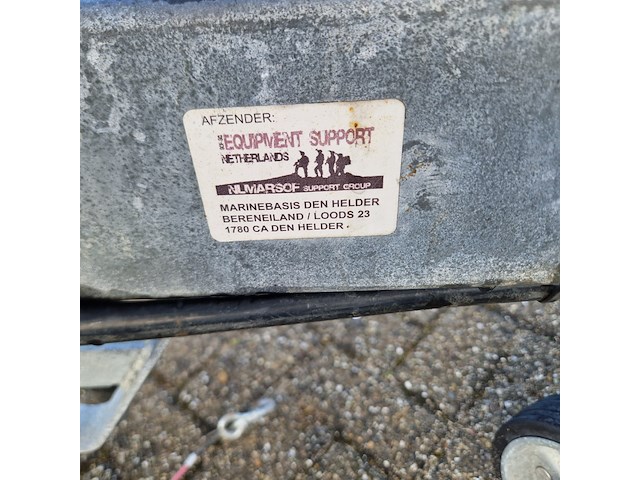 AFZENDER:
EQUIPMENT SUPPORT
NETHERLANDS
NLMARSOF SUPPORT GROUP
MARINEBASIS DEN HELDER
BERENEILAND / LOODS 23
1780 CA DEN HELDER